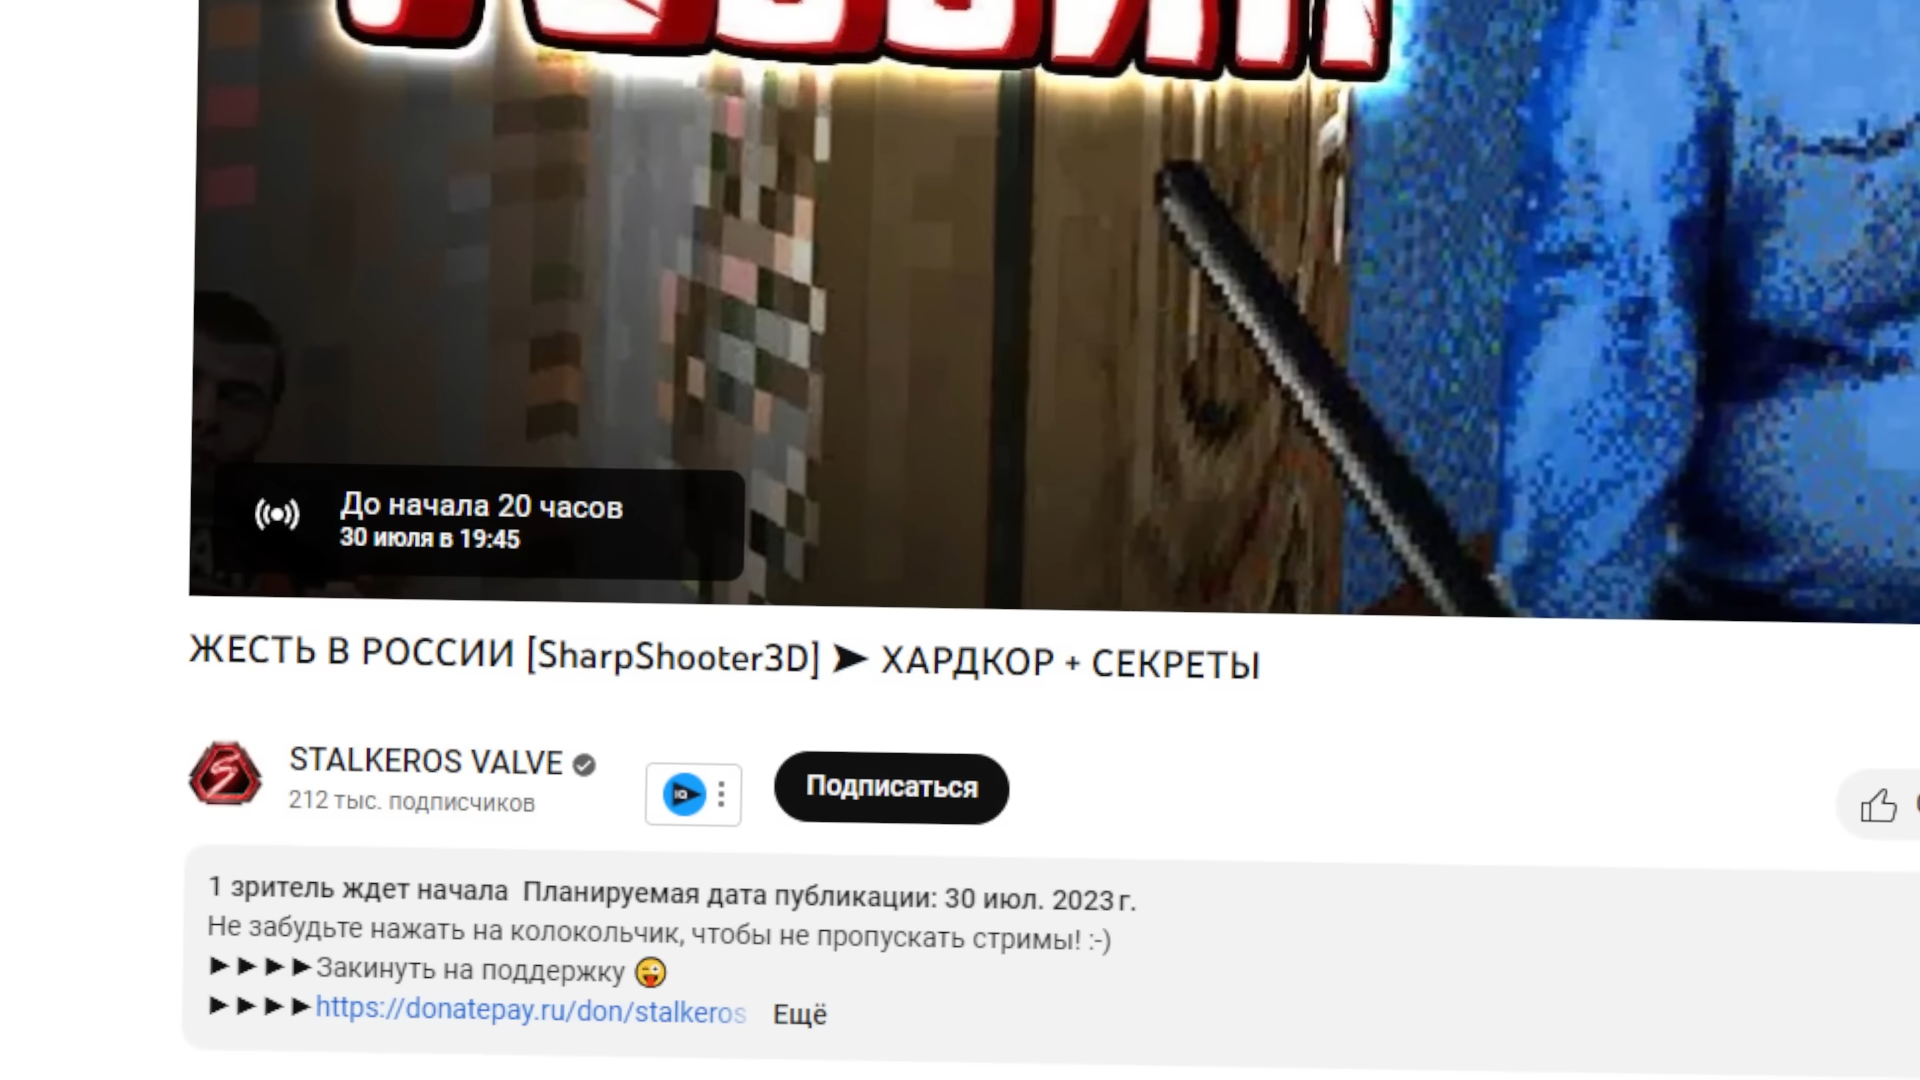 До начала 20 часов
30 июля в 19:45
ЖЕСТЬ В РОССИИ [SharpShooter3D] ➤ ХАРДКОР + СЕКРЕТЫ
STALKEROS VALVE
212 тыс. подписчиков
Подписаться
1 зритель ждет начала Планируемая дата публикации: 30 июл. 2023 г.
Не забудьте нажать на колокольчик, чтобы не пропускать стримы! :-)
►►►►Закинуть на поддержку 😜
►►►►https://donatepay.ru/don/stalkeros Ещё